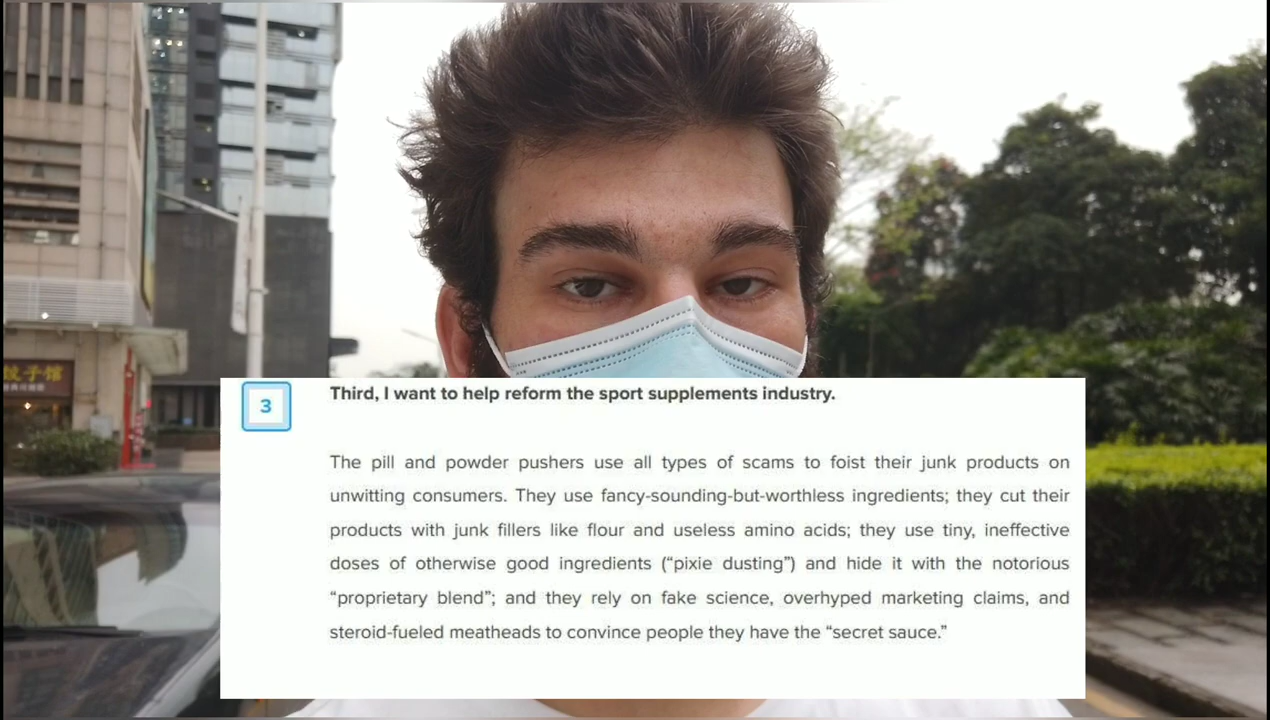 餃子馆
3
Third, I want to help reform the sport supplements industry.
The pill and powder pushers use all types of scams to foist their junk products on
unwitting consumers. They use fancy-sounding-but-worthless ingredients; they cut their
products with junk fillers like flour and useless amino acids; they use tiny, ineffective
doses of otherwise good ingredients (“pixie dusting”) and hide it with the notorious
“proprietary blend”; and they rely on fake science, overhyped marketing claims, and
steroid-fueled meatheads to convince people they have the “secret sauce.”